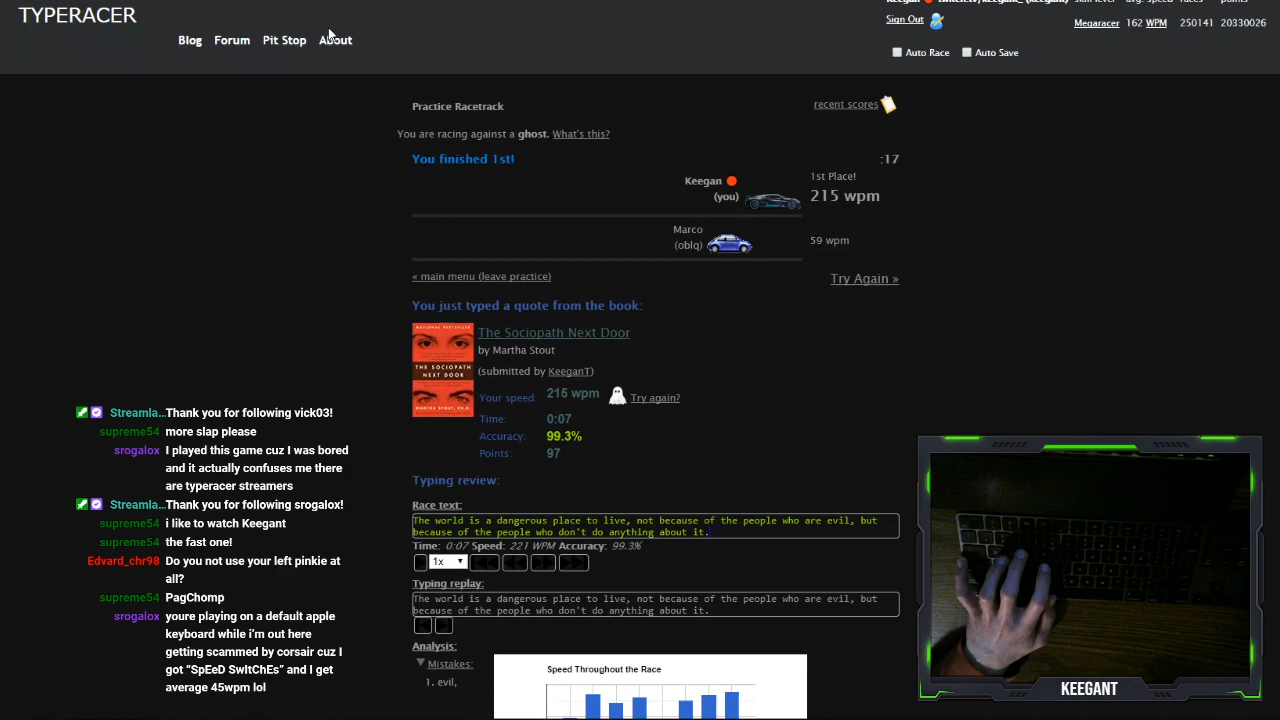 TYPERACER
Blog Forum Pit Stop About
Sign Out
Megaracer 162 WPM 250141 20330026
Auto Race Auto Save
Practice Racetrack
recent scores
You are racing against a ghost. What's this?
You finished 1st!
:17
Keegan
(you)
1st Place!
215 wpm
Marco
(oblq)
59 wpm
« main menu (leave practice)
Try Again »
You just typed a quote from the book:
NATIONAL BESTSELLER
THE SOCIOPATH
NEXT DOOR
MARTHA STOUT, PH.D.
The Sociopath Next Door
by Martha Stout
(submitted by KeeganT)
Your speed: 215 wpm Try again?
Time: 0:07
Accuracy: 99.3%
Points: 97
Typing review:
Race text:
The world is a dangerous place to live, not because of the people who are evil, but
because of the people who don't do anything about it.
Time: 0:07 Speed: 221 WPM Accuracy: 99.3%
1x
Typing replay:
The world is a dangerous place to live, not because of the people who are evil, but
because of the people who don't do anything about it.
Analysis:
Mistakes:
1. evil,
Speed Throughout the Race
Streamla... Thank you for following vick03!
supreme54 more slap please
srogalox I played this game cuz I was bored
and it actually confuses me there
are typeracer streamers
Streamla... Thank you for following srogalox!
supreme54 i like to watch Keegant
supreme54 the fast one!
Edvard_chr98 Do you not use your left pinkie at
all?
supreme54 PagChomp
srogalox youre playing on a default apple
keyboard while i'm out here
getting scammed by corsair cuz I
got “SpEeD SwItChEs” and I get
average 45wpm lol
KEEGANT